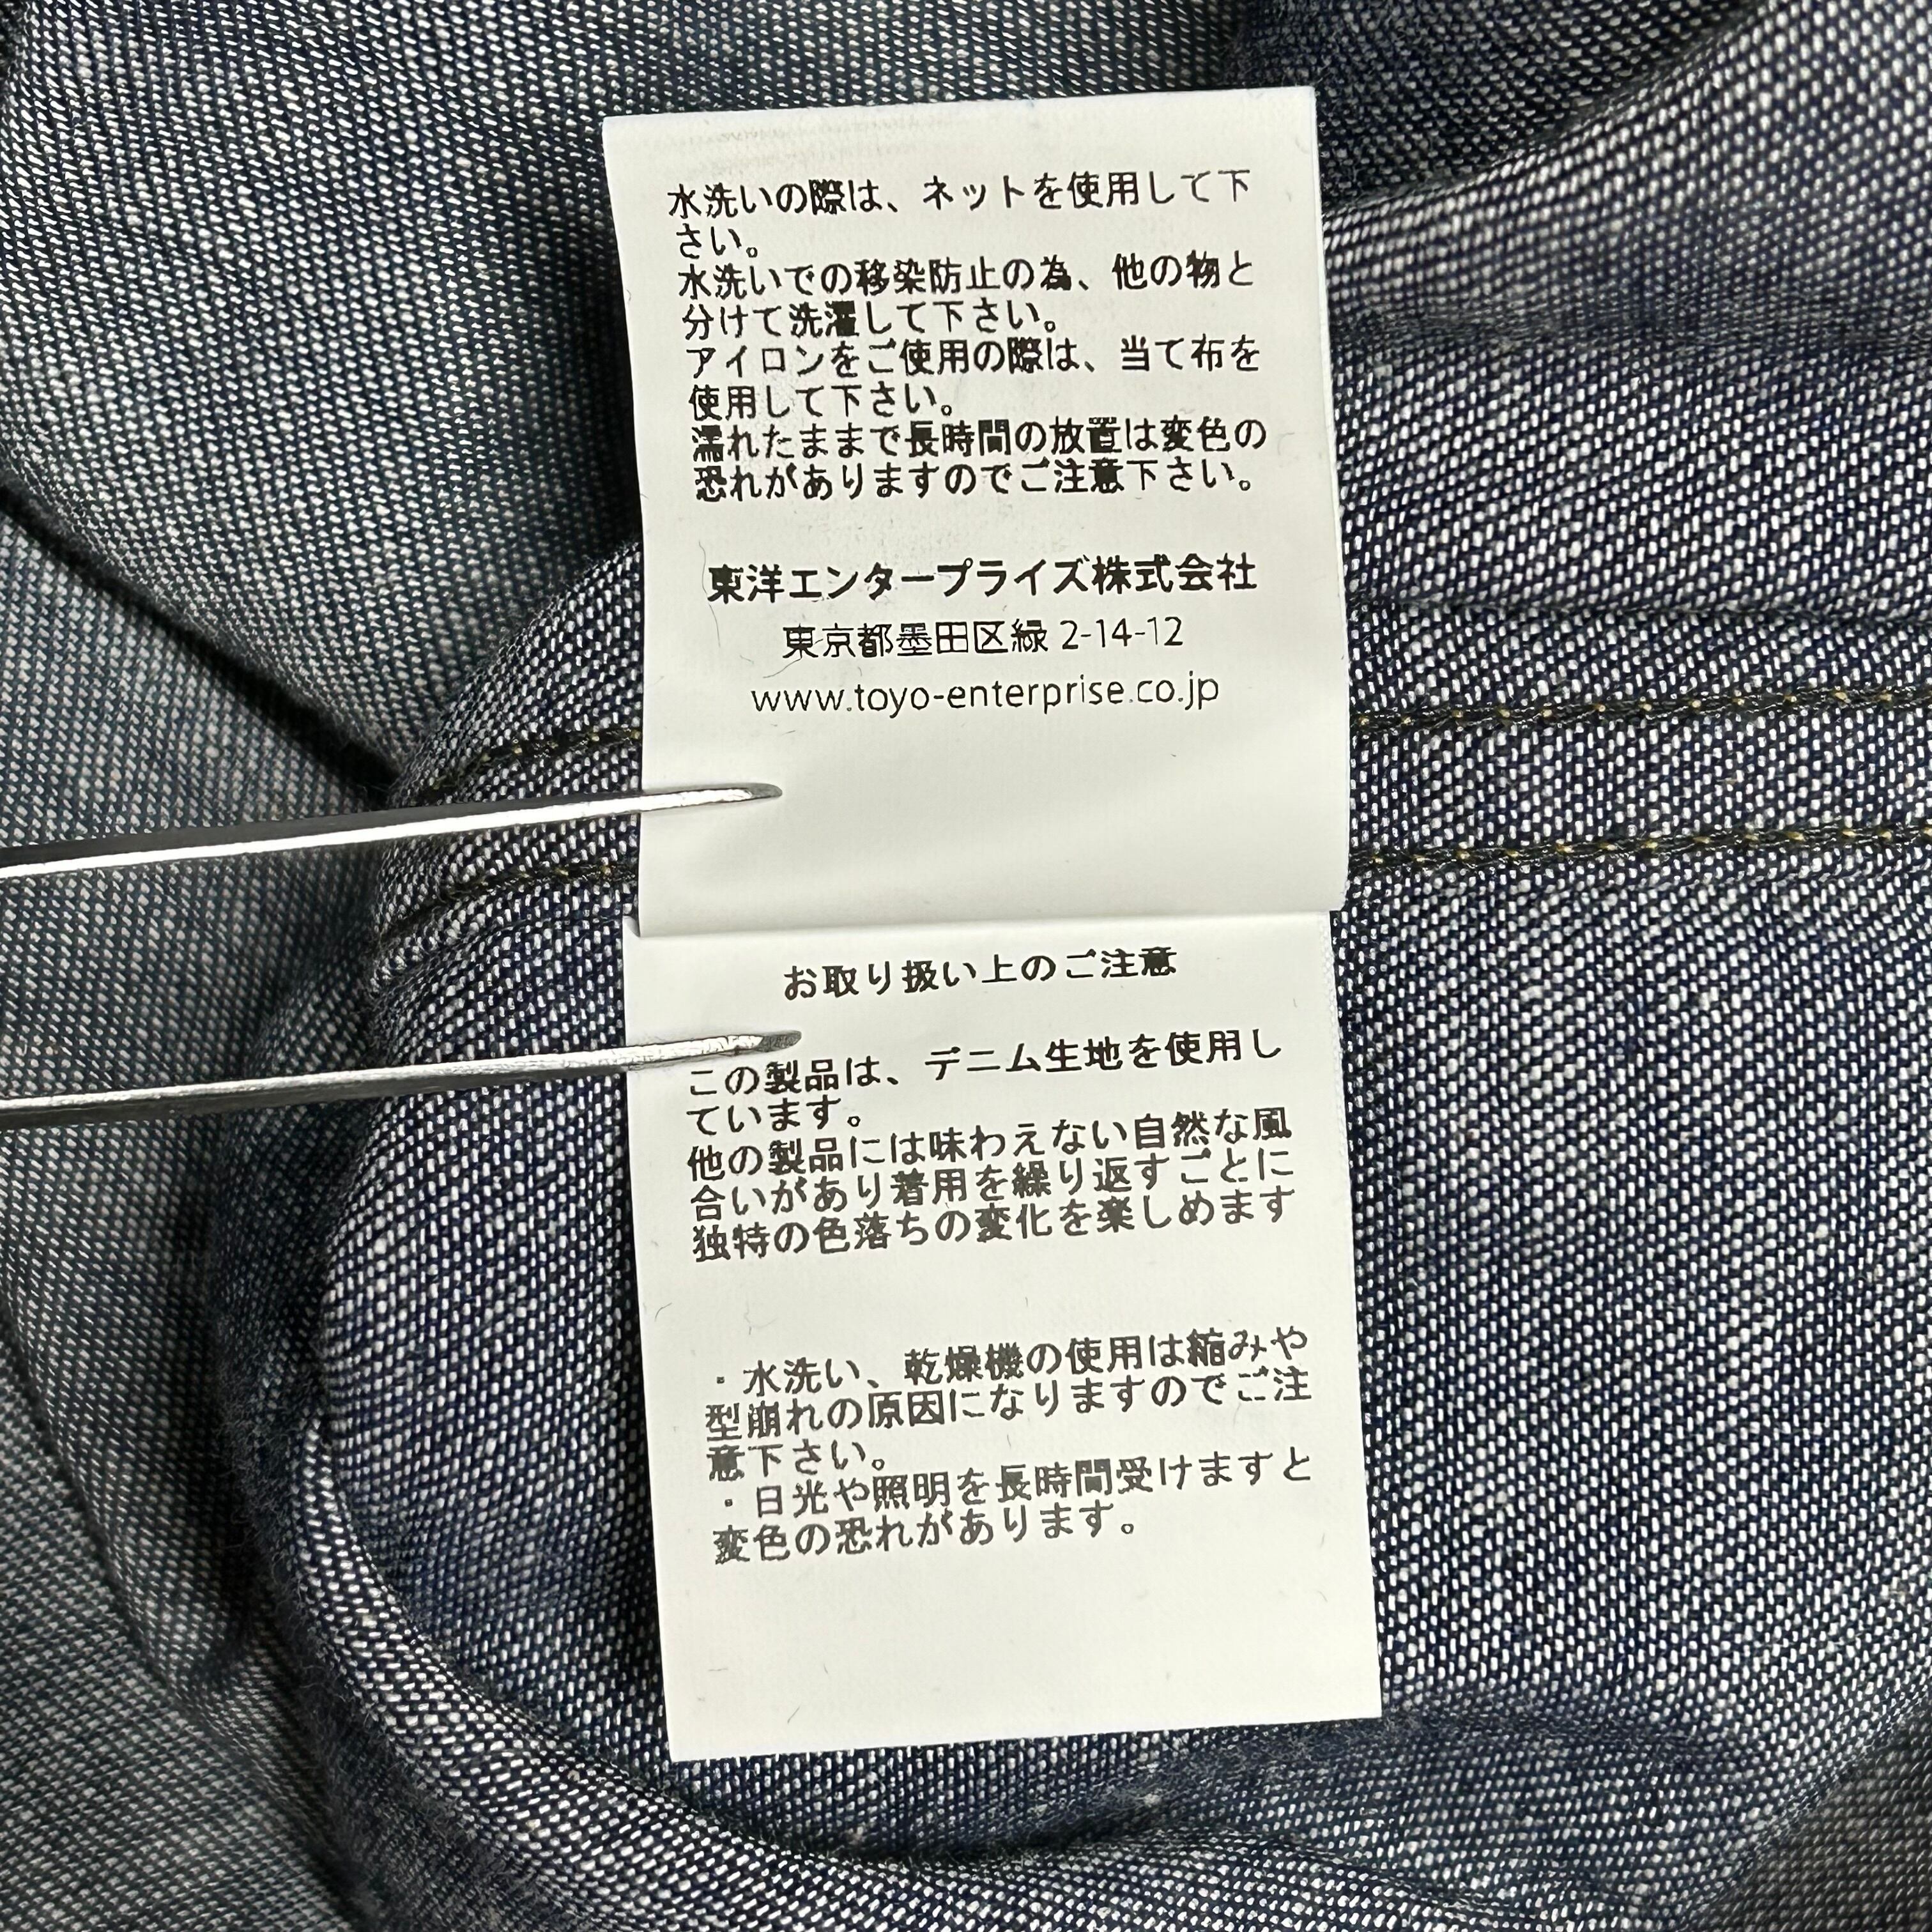 水洗いの際は、ネットを使用して下
さい。
水洗いでの移染防止の為、他の物と
分けて洗濯して下さい。
アイロンをご使用の際は、当て布を
使用して下さい。
濡れたままで長時間の放置は変色の
恐れがありますのでご注意下さい。
東洋エンタープライズ株式会社
東京都墨田区緑 2-14-12
www.toyo-enterprise.co.jp
お取り扱い上のご注意
この製品は、デニム生地を使用し
ています。
他の製品には味わえない自然な風
合いがあり着用を繰り返すごとに
独特の色落ちの変化を楽しめます
・水洗い、乾燥機の使用は縮みや
型崩れの原因になりますのでご注
意下さい。
・日光や照明を長時間受けますと
変色の恐れがあります。